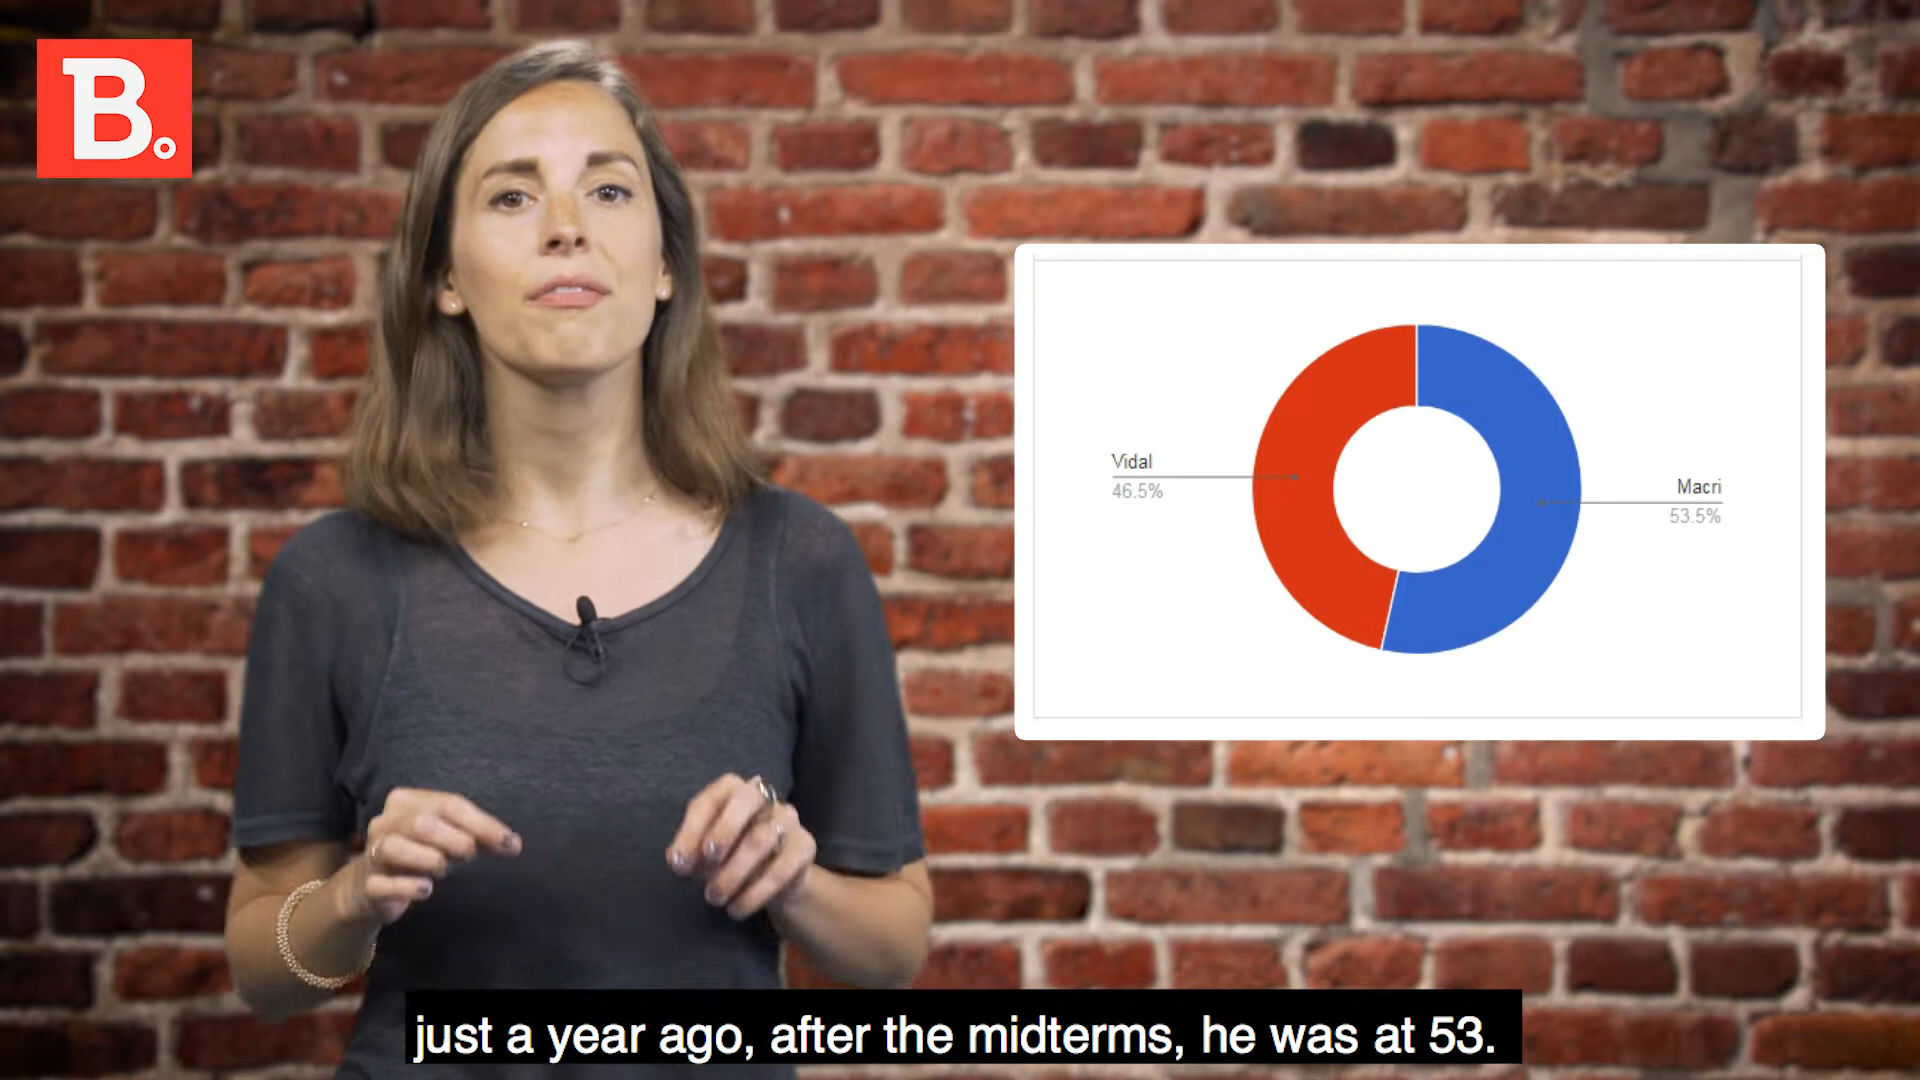 B.
Vidal
46.5%
Macri
53.5%
just a year ago, after the midterms, he was at 53.